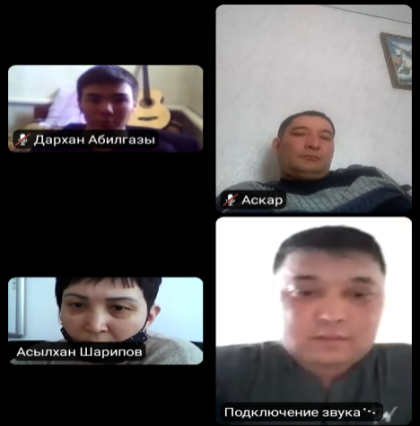 Дархан Абилгазы
Аскар
Асылхан Шарипов
Подключение звука